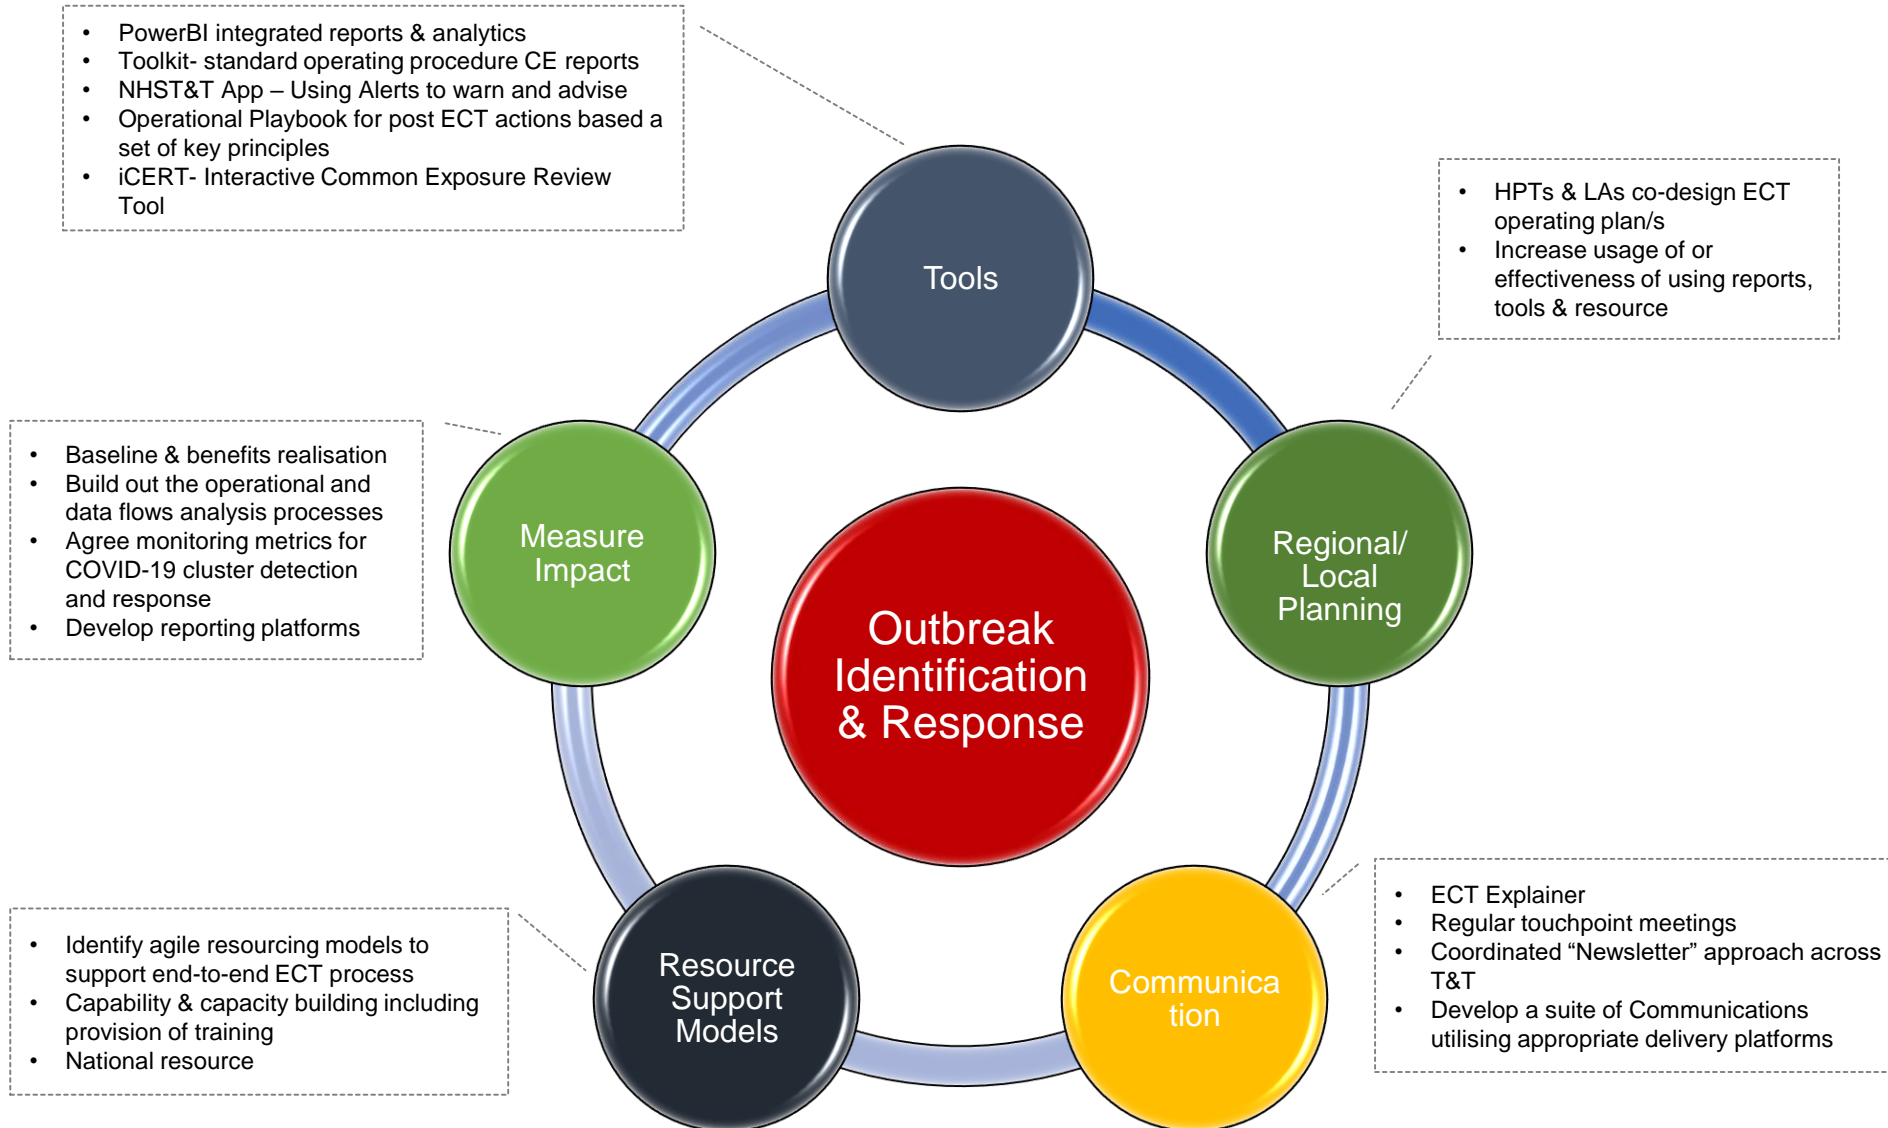 • PowerBI integrated reports & analytics
• Toolkit- standard operating procedure CE reports
• NHST&T App – Using Alerts to warn and advise
• Operational Playbook for post ECT actions based a
set of key principles
• iCERT- Interactive Common Exposure Review
Tool
Tools
• HPTs & LAs co-design ECT
operating plan/s
• Increase usage of or
effectiveness of using reports,
tools & resource
Regional/
Local
Planning
• Baseline & benefits realisation
• Build out the operational and
data flows analysis processes
• Agree monitoring metrics for
COVID-19 cluster detection
and response
• Develop reporting platforms
Measure
Impact
Outbreak
Identification
& Response
• Identify agile resourcing models to
support end-to-end ECT process
• Capability & capacity building including
provision of training
• National resource
Resource
Support
Models
Communica
tion
• ECT Explainer
• Regular touchpoint meetings
• Coordinated “Newsletter” approach across
T&T
• Develop a suite of Communications
utilising appropriate delivery platforms